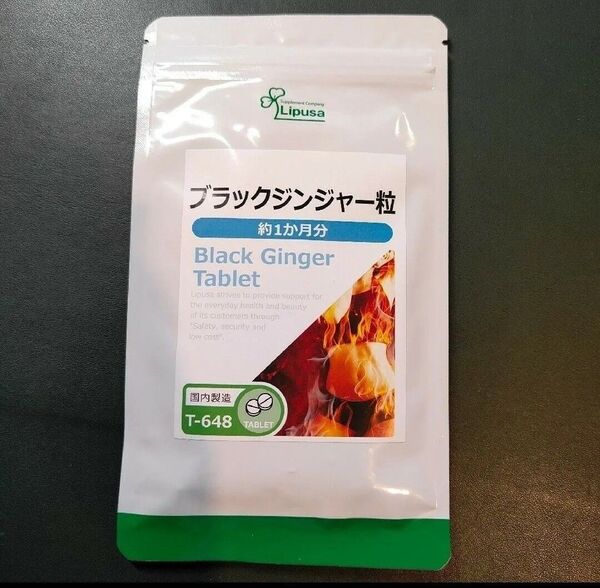 Supplement Company
Lipusa
ブラックジンジャー粒
約1か月分
Black Ginger
Tablet
Lipusa strives to provide support for
the everyday health and beauty
of its customers through
"Safety, security and
low cost".
国内製造
T-648
TABLET